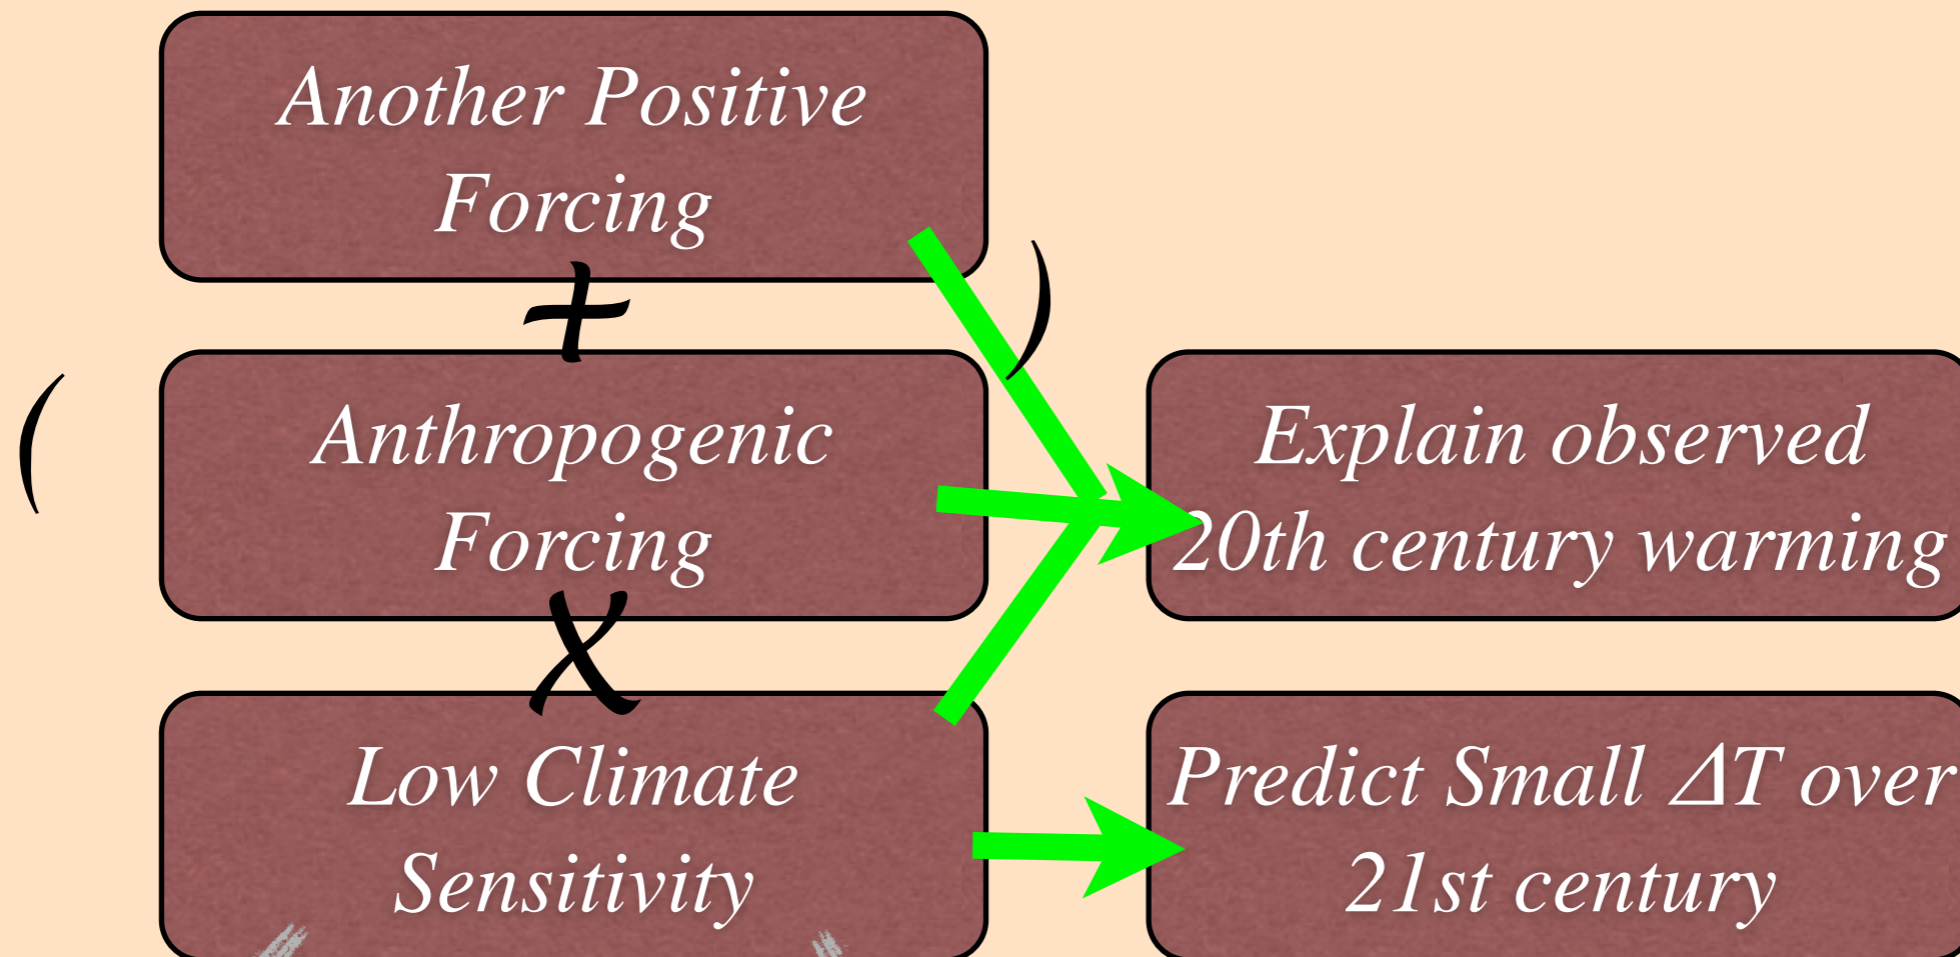 Another Positive
Forcing
+
)
(
Anthropogenic
Forcing
x
Low Climate
Sensitivity
Explain observed
20th century warming
Predict Small ΔT over
21st century